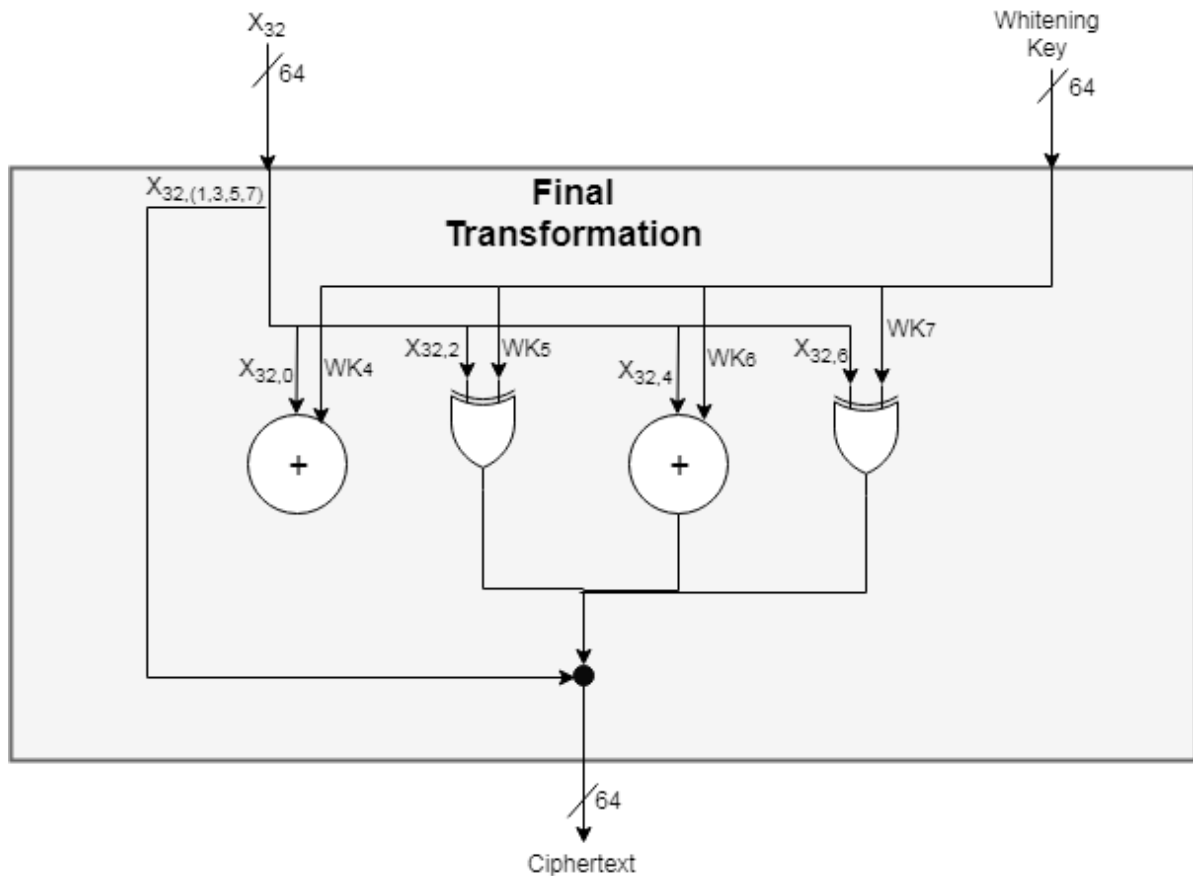 X32
64
Whitening
Key
64
X32,(1,3,5,7)
Final
Transformation
X32,0
WK4
X32,2
WK5
X32,4
WK6
X32,6
WK7
+
+
64
Ciphertext